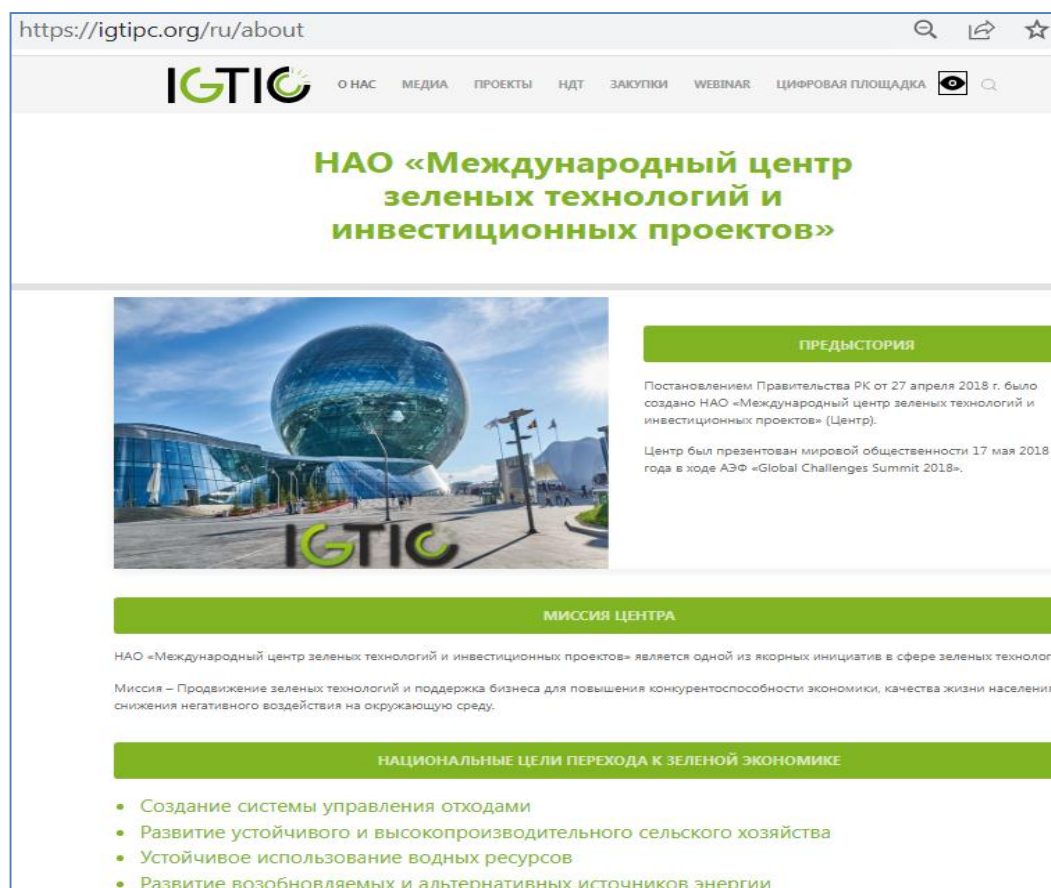 https://igtipc.org/ru/about
IGTIC О НАС МЕДИА ПРОЕКТЫ НДТ ЗАКУПКИ WEBINAR ЦИФРОВАЯ ПЛОЩАДКА
НАО «Международный центр
зеленых технологий и
инвестиционных проектов»
ПРЕДЫСТОРИЯ
Постановлением Правительства РК от 27 апреля 2018 г. было
создано НАО «Международный центр зеленых технологий и
инвестиционных проектов» (Центр).
Центр был презентован мировой общественности 17 мая 2018
года в ходе АЭФ «Global Challenges Summit 2018».
IGTIC
МИССИЯ ЦЕНТРА
НАО «Международный центр зеленых технологий и инвестиционных проектов» является одной из якорных инициатив в сфере зеленых технолог
Миссия – Продвижение зеленых технологий и поддержка бизнеса для повышения конкурентоспособности экономики, качества жизни населени
снижения негативного воздействия на окружающую среду.
НАЦИОНАЛЬНЫЕ ЦЕЛИ ПЕРЕХОДА К ЗЕЛЕНОЙ ЭКОНОМИКЕ
• Создание системы управления отходами
• Развитие устойчивого и высокопроизводительного сельского хозяйства
• Устойчивое использование водных ресурсов
• Развитие возобновляемых и альтернативных источников энергии